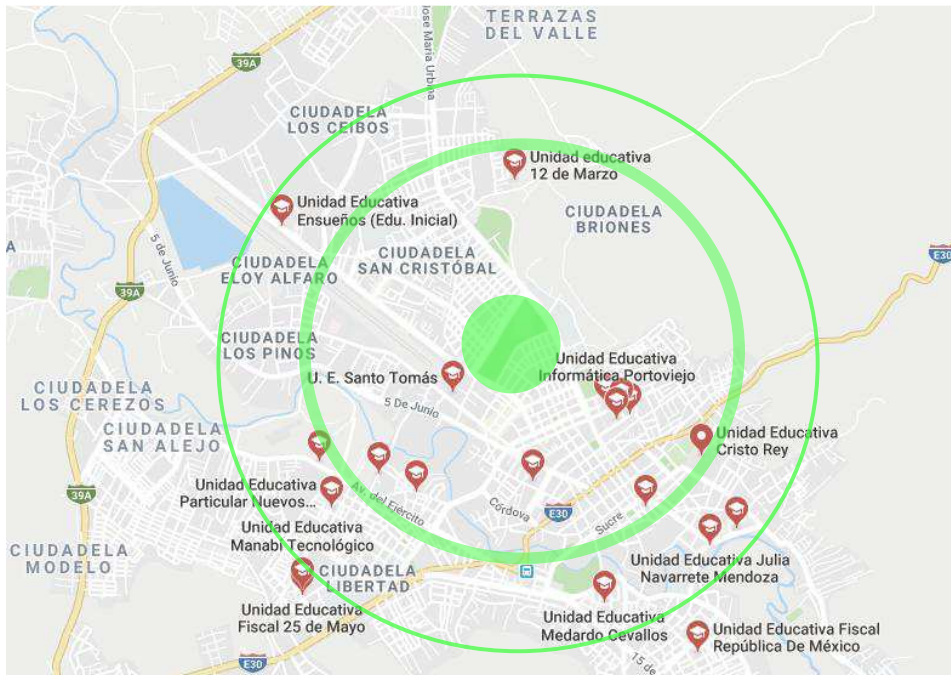 TERRAZAS
DEL VALLE
Jose Maria Urbina
39A
CIUDADELA
LOS CEIBOS
Unidad educativa
12 de Marzo
Unidad Educativa
Ensueños (Edu. Inicial)
CIUDADELA
BRIONES
5 de Junio
A
CIUDADELA
SAN CRISTÓBAL
E30
CIUDADELA
ELOY ALFARO
39A
CIUDADELA
LOS PINOS
Unidad Educativa
Informática Portoviejo
U. E. Santo Tomás
5 De Junio
CIUDADELA
LOS CEREZOS
CIUDADELA
SAN ALEJO
Unidad Educativa
Cristo Rey
39A
Unidad Educativa
Particular Nuevos...
Av. del Ejército
Córdova
E30
Sucre
Unidad Educativa
Manabí Tecnológico
CIUDADELA
MODELO
Unidad Educativa Julia
Navarrete Mendoza
CIUDADELA
LIBERTAD
Unidad Educativa
Fiscal 25 de Mayo
Unidad Educativa
Medardo Cevallos
Unidad Educativa Fiscal
República De México
E30
15 de